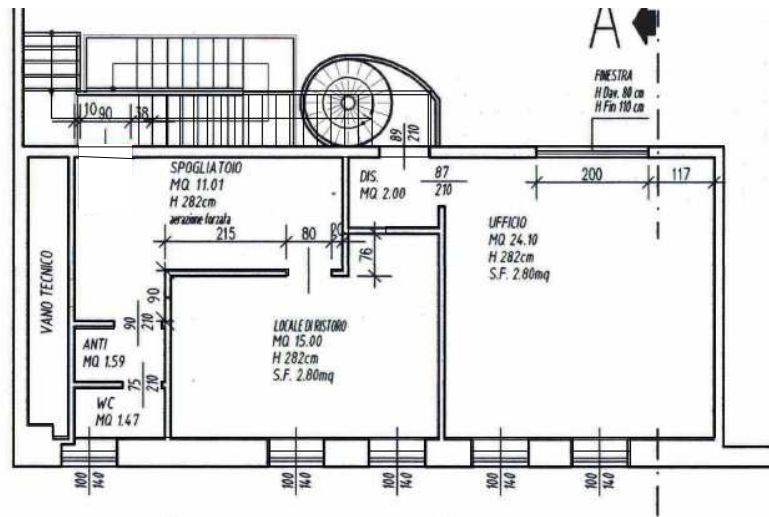 A
FINESTRA
H Dav. 80 cm
H Fin 110 cm
10
90
38
SPOGLIATOIO
MQ 11.01
H 282cm
aerazione forzata
215
80
20
DIS.
MQ 2.00
89
210
87
210
200
117
UFFICIO
MQ 24.10
H 282cm
S.F. 2.80mq
76
VANO TECNICO
90
90
210
LOCALE DI RISTORO
MQ 15.00
H 282cm
S.F. 2.80mq
ANTI
MQ 1.59
75
210
WC
MQ 1.47
100
140
100
140
100
140
100
140
100
140